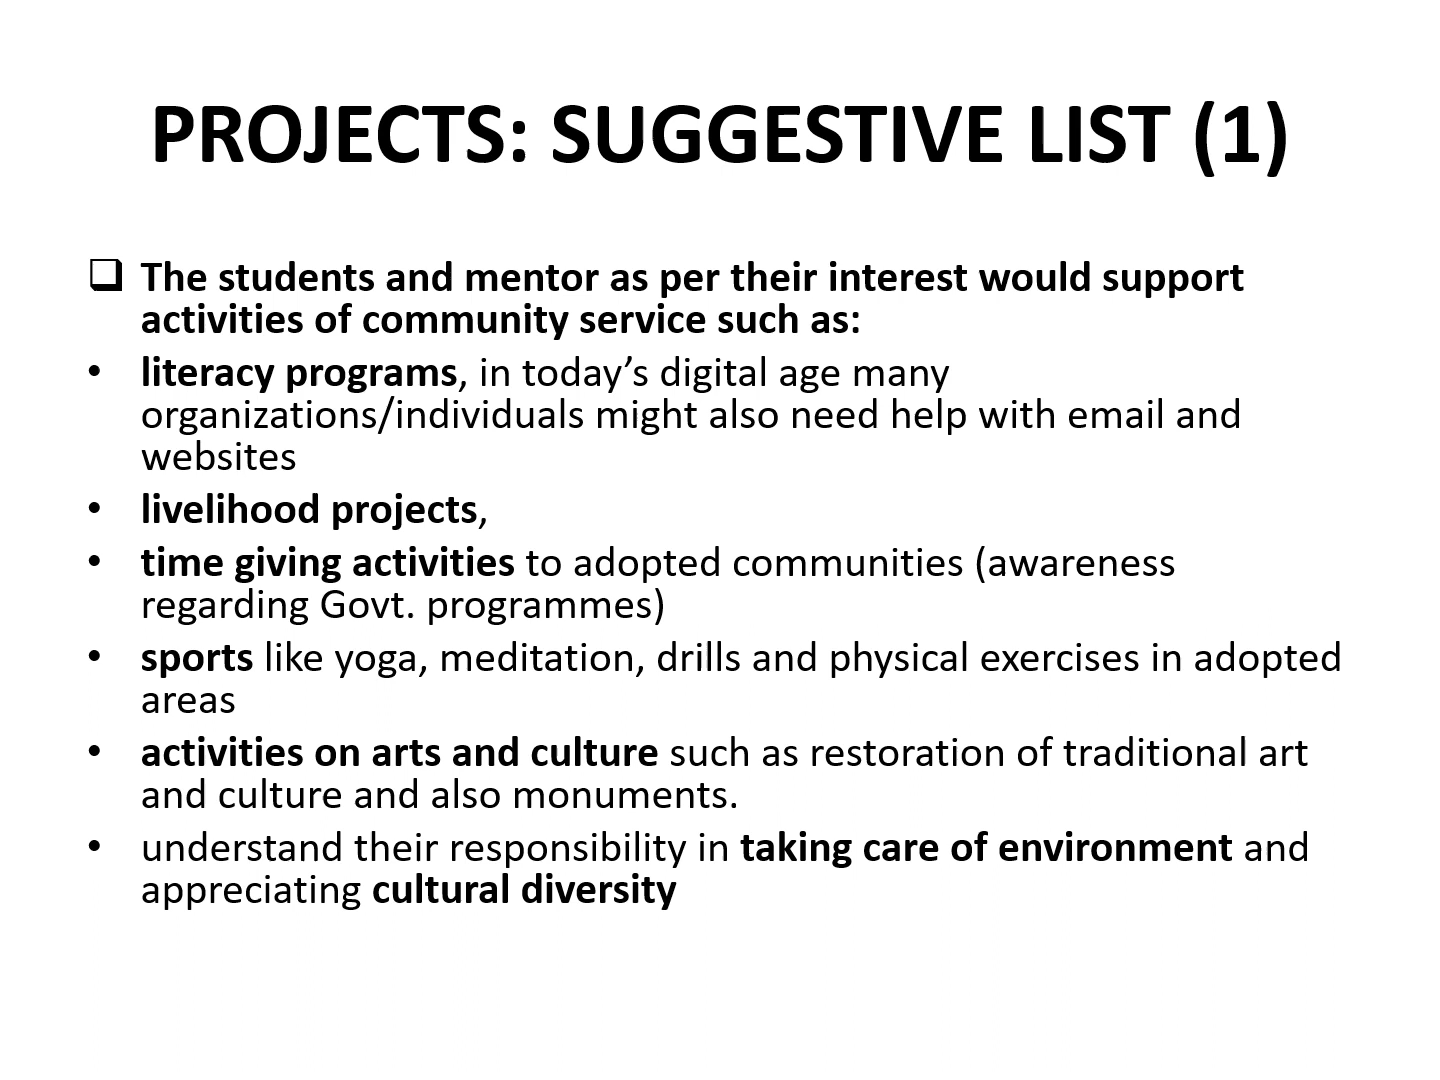 PROJECTS: SUGGESTIVE LIST (1)
❑ The students and mentor as per their interest would support
activities of community service such as:
• literacy programs, in today’s digital age many
organizations/individuals might also need help with email and
websites
• livelihood projects,
• time giving activities to adopted communities (awareness
regarding Govt. programmes)
• sports like yoga, meditation, drills and physical exercises in adopted
areas
• activities on arts and culture such as restoration of traditional art
and culture and also monuments.
• understand their responsibility in taking care of environment and
appreciating cultural diversity